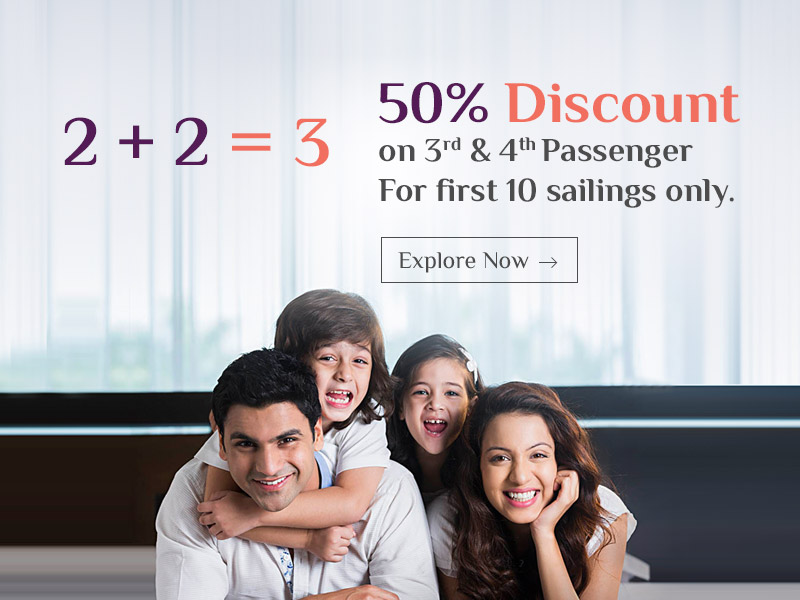 2 + 2 = 3
50% Discount
on 3rd & 4th Passenger
For first 10 sailings only.
Explore Now →